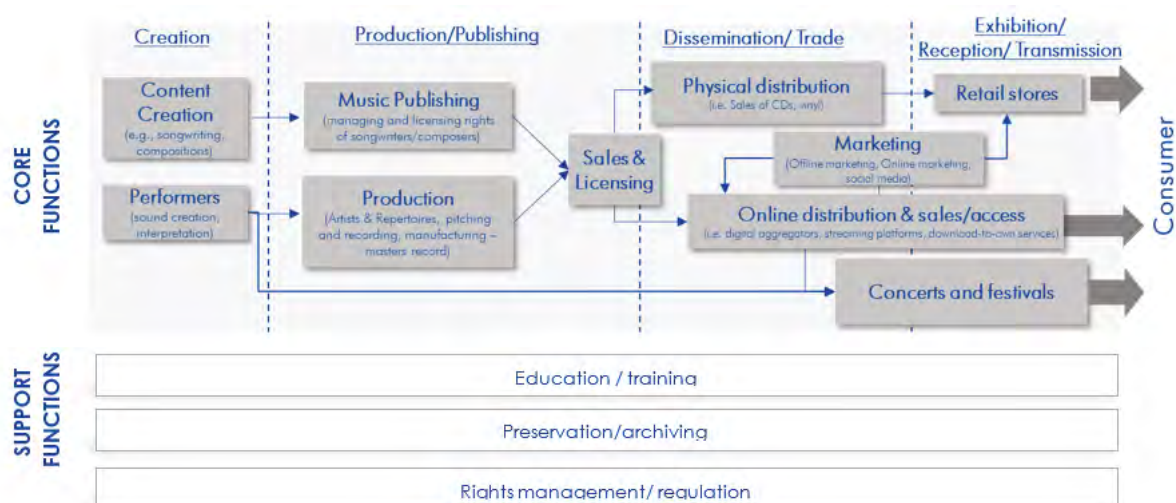 Creation
Production/Publishing
Dissemination/ Trade
Exhibition/
Reception/ Transmission
CORE
FUNCTIONS
Content
Creation
(e.g., songwriting,
compositions)
Music Publishing
(managing and licensing rights
of songwriters/composers)
Physical distribution
(i.e. Sales of CDs, vinyl)
Retail stores
Sales &
Licensing
Marketing
(Offline marketing, Online marketing,
social media)
Performers
(sound creation,
interpretation)
Production
(Artists & Repertoires, pitching
and recording, manufacturing –
masters record)
Online distribution & sales/access
(i.e. digital aggregators, streaming platforms, download-to-own services)
Concerts and festivals
Consumer
SUPPORT
FUNCTIONS
Education / training
Preservation/archiving
Rights management/ regulation